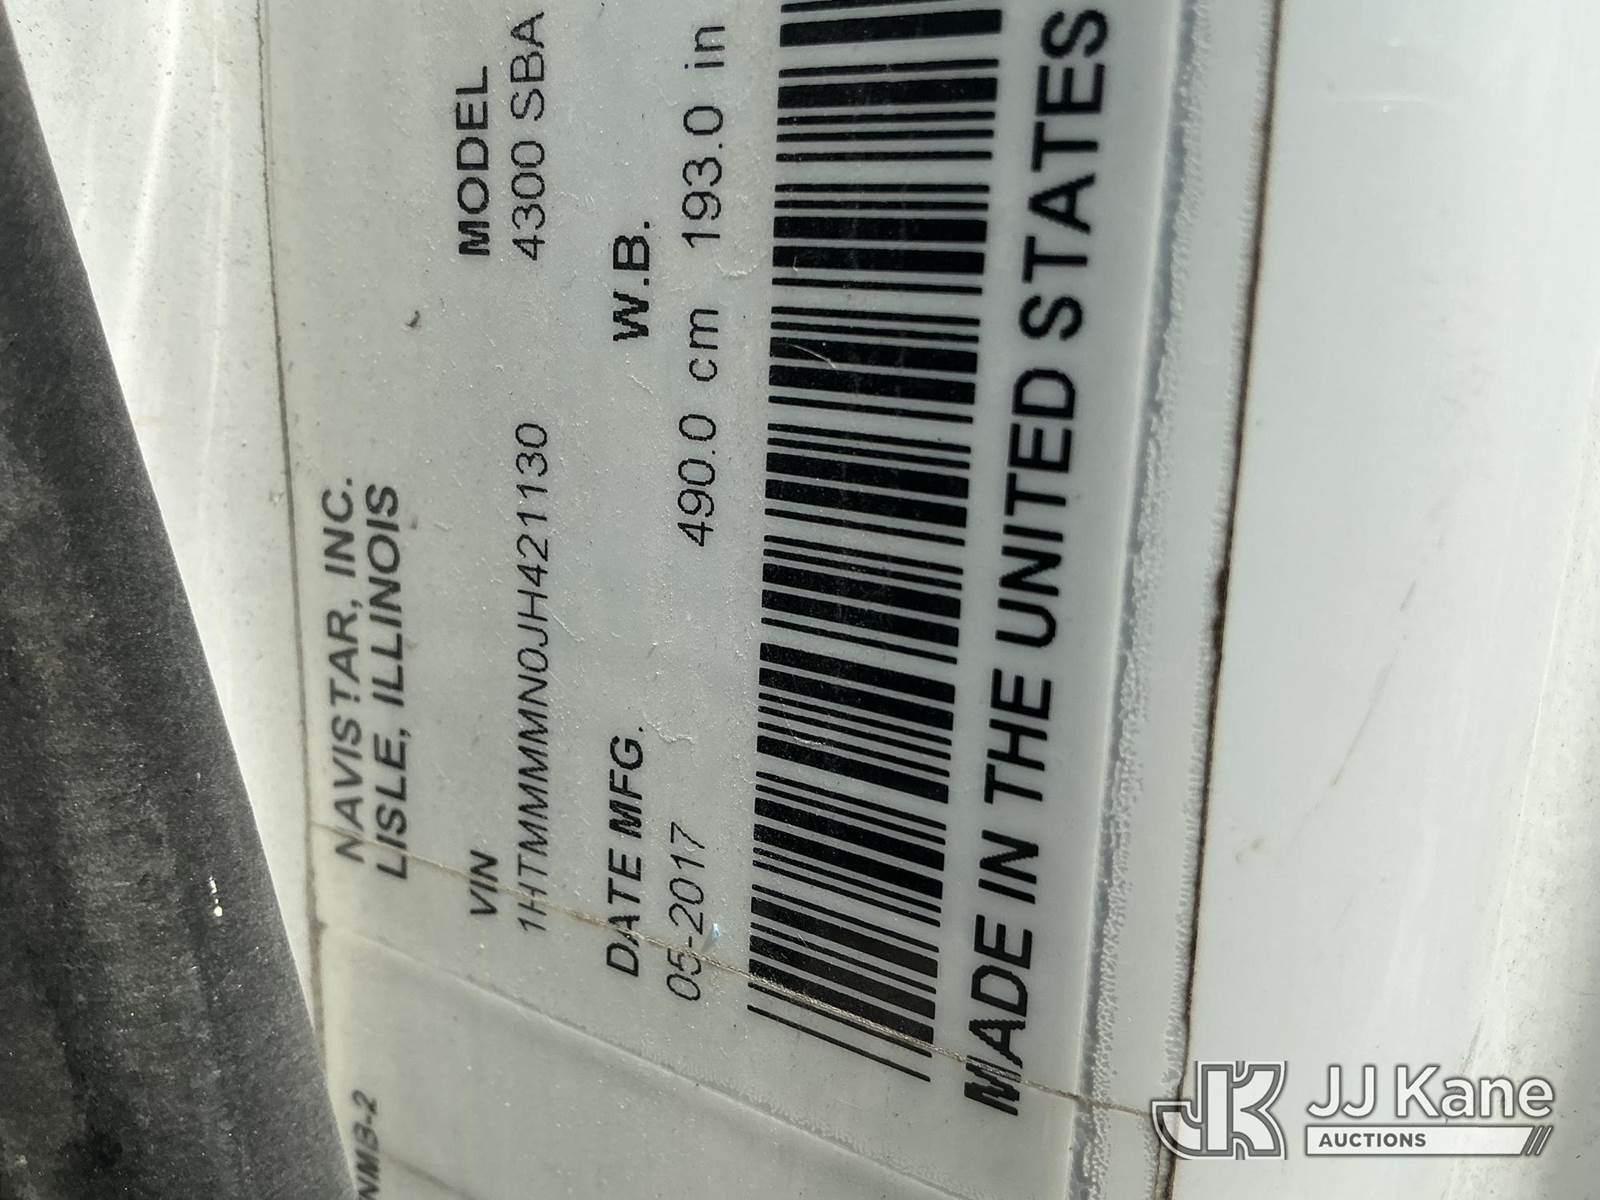 NAVISTAR, INC.
LISLE, ILLINOIS
VIN MODEL
1HTMMMMN0JH421130 4300 SBA
DATE MFG. W.B.
05-2017 490.0 cm 193.0 in
MADE IN THE UNITED STATES
JJ Kane
AUCTIONS